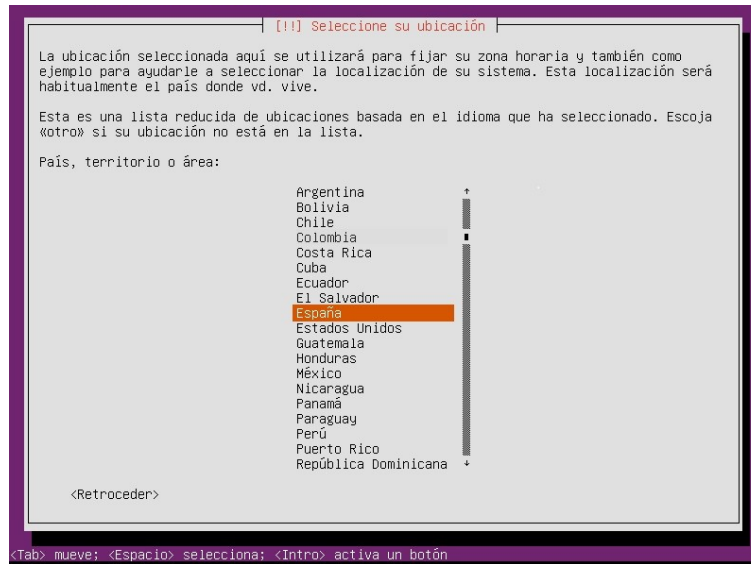 [!!] Seleccione su ubicación
La ubicación seleccionada aquí se utilizará para fijar su zona horaria y también como
ejemplo para ayudarle a seleccionar la localización de su sistema. Esta localización será
habitualmente el país donde vd. vive.
Esta es una lista reducida de ubicaciones basada en el idioma que ha seleccionado. Escoja
«otro» si su ubicación no está en la lista.
País, territorio o área:
Argentina
Bolivia
Chile
Colombia
Costa Rica
Cuba
Ecuador
El Salvador
España
Estados Unidos
Guatemala
Honduras
México
Nicaragua
Panamá
Paraguay
Perú
Puerto Rico
República Dominicana
<Retroceder>
<Tab> mueve; <Espacio> selecciona; <Intro> activa un botón